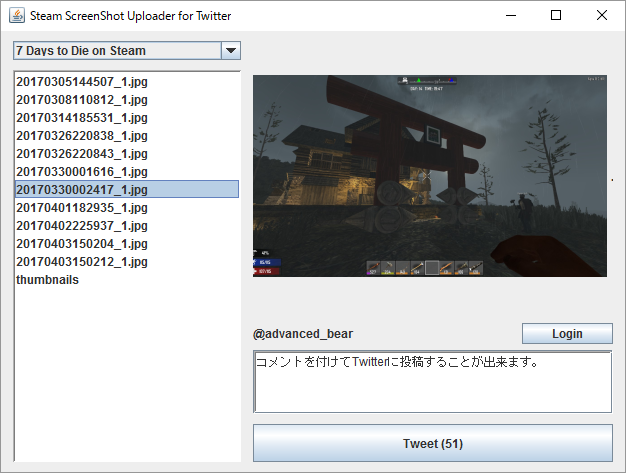 Steam ScreenShot Uploader for Twitter
7 Days to Die on Steam
20170305144507_1.jpg
20170308110812_1.jpg
20170314185531_1.jpg
20170326220838_1.jpg
20170326220843_1.jpg
20170330001616_1.jpg
20170330002417_1.jpg
20170401182935_1.jpg
20170402225937_1.jpg
20170403150204_1.jpg
20170403150212_1.jpg
thumbnails
@advanced_bear
Login
コメントを付けてTwitterに投稿することが出来ます。
Tweet (51)